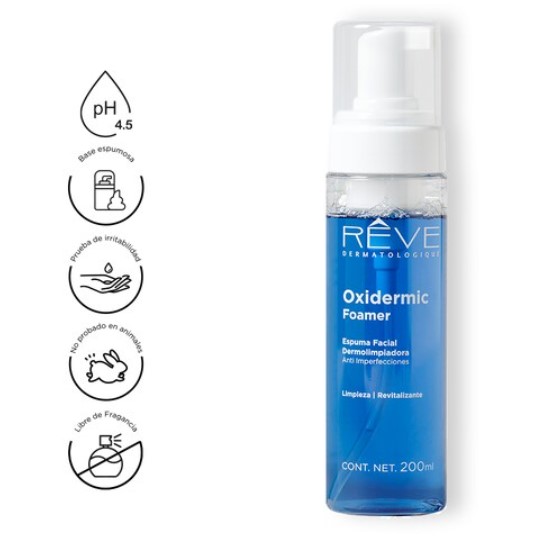 pH
4.5
Base espumosa
Prueba de irritabilidad
No probado en animales
Libre de Fragancia
RÊVE
DERMATOLOGIQUE
Oxidermic
Foamer
Espuma Facial
Dermolimpiadora
Anti Imperfecciones
Limpieza | Revitalizante
CONT. NET. 200ml